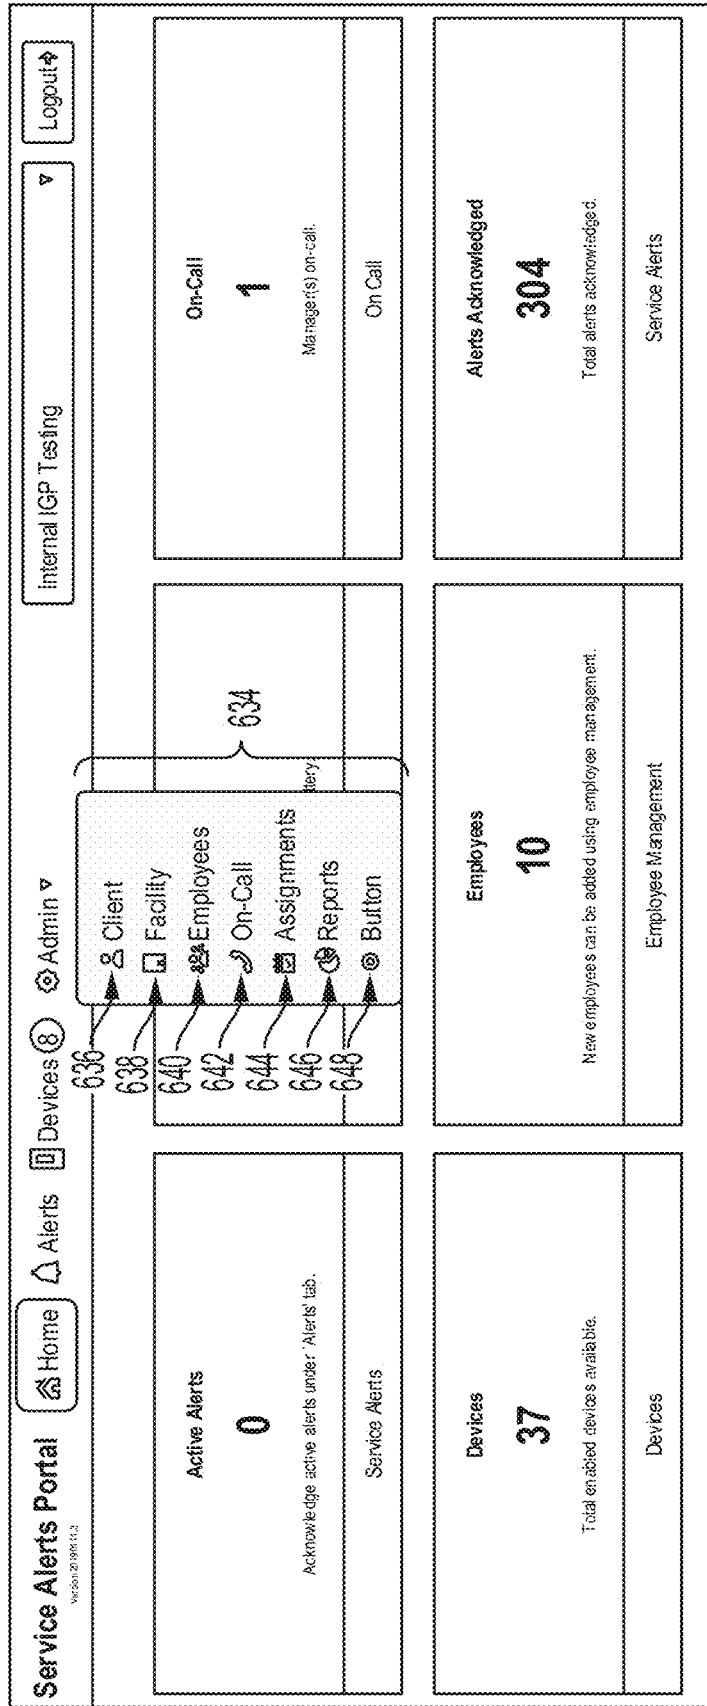 Service Alerts Portal
Home
Alerts
Devices 8
Admin
Internal IGP Testing
Logout
Active Alerts
0
Acknowledge active alerts under 'Alerts' tab.
Service Alerts
636
Client
638
Facility
640
Employees
642
On-Call
644
Assignments
646
Reports
648
Button
634
On-Call
1
Manager(s) on-call.
On Call
Devices
37
Total enabled devices available.
Devices
Employees
10
New employees can be added using employee management.
Employee Management
Alerts Acknowledged
304
Total alerts acknowledged.
Service Alerts